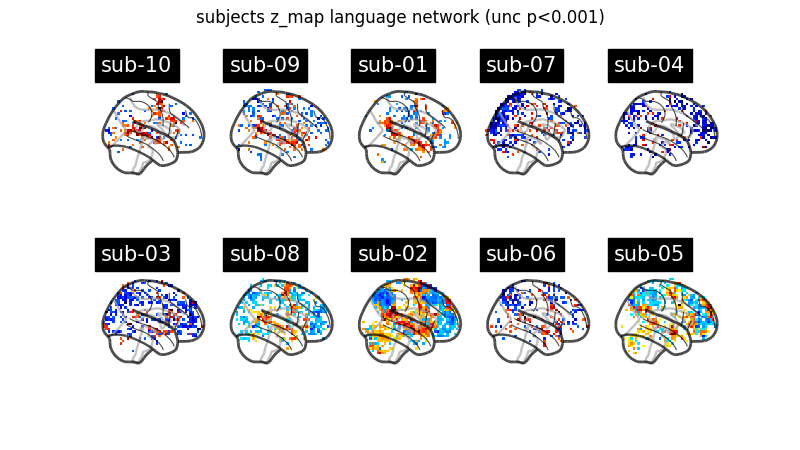 subjects z_map language network (unc p<0.001)
sub-10 sub-09 sub-01 sub-07 sub-04
sub-03 sub-08 sub-02 sub-06 sub-05